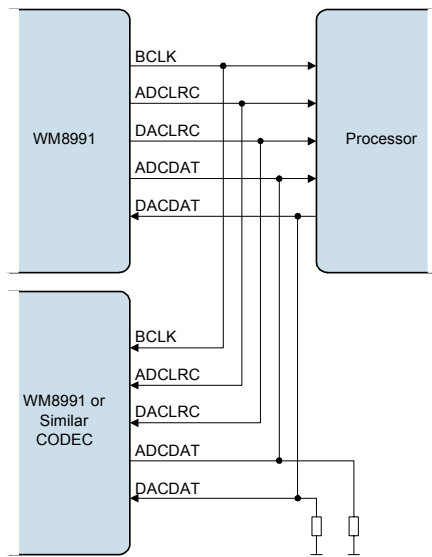 BCLK
ADCLRC
DACLRC
ADCDAT
DACDAT
WM8991
Processor
BCLK
ADCLRC
DACLRC
ADCDAT
DACDAT
WM8991 or
Similar
CODEC